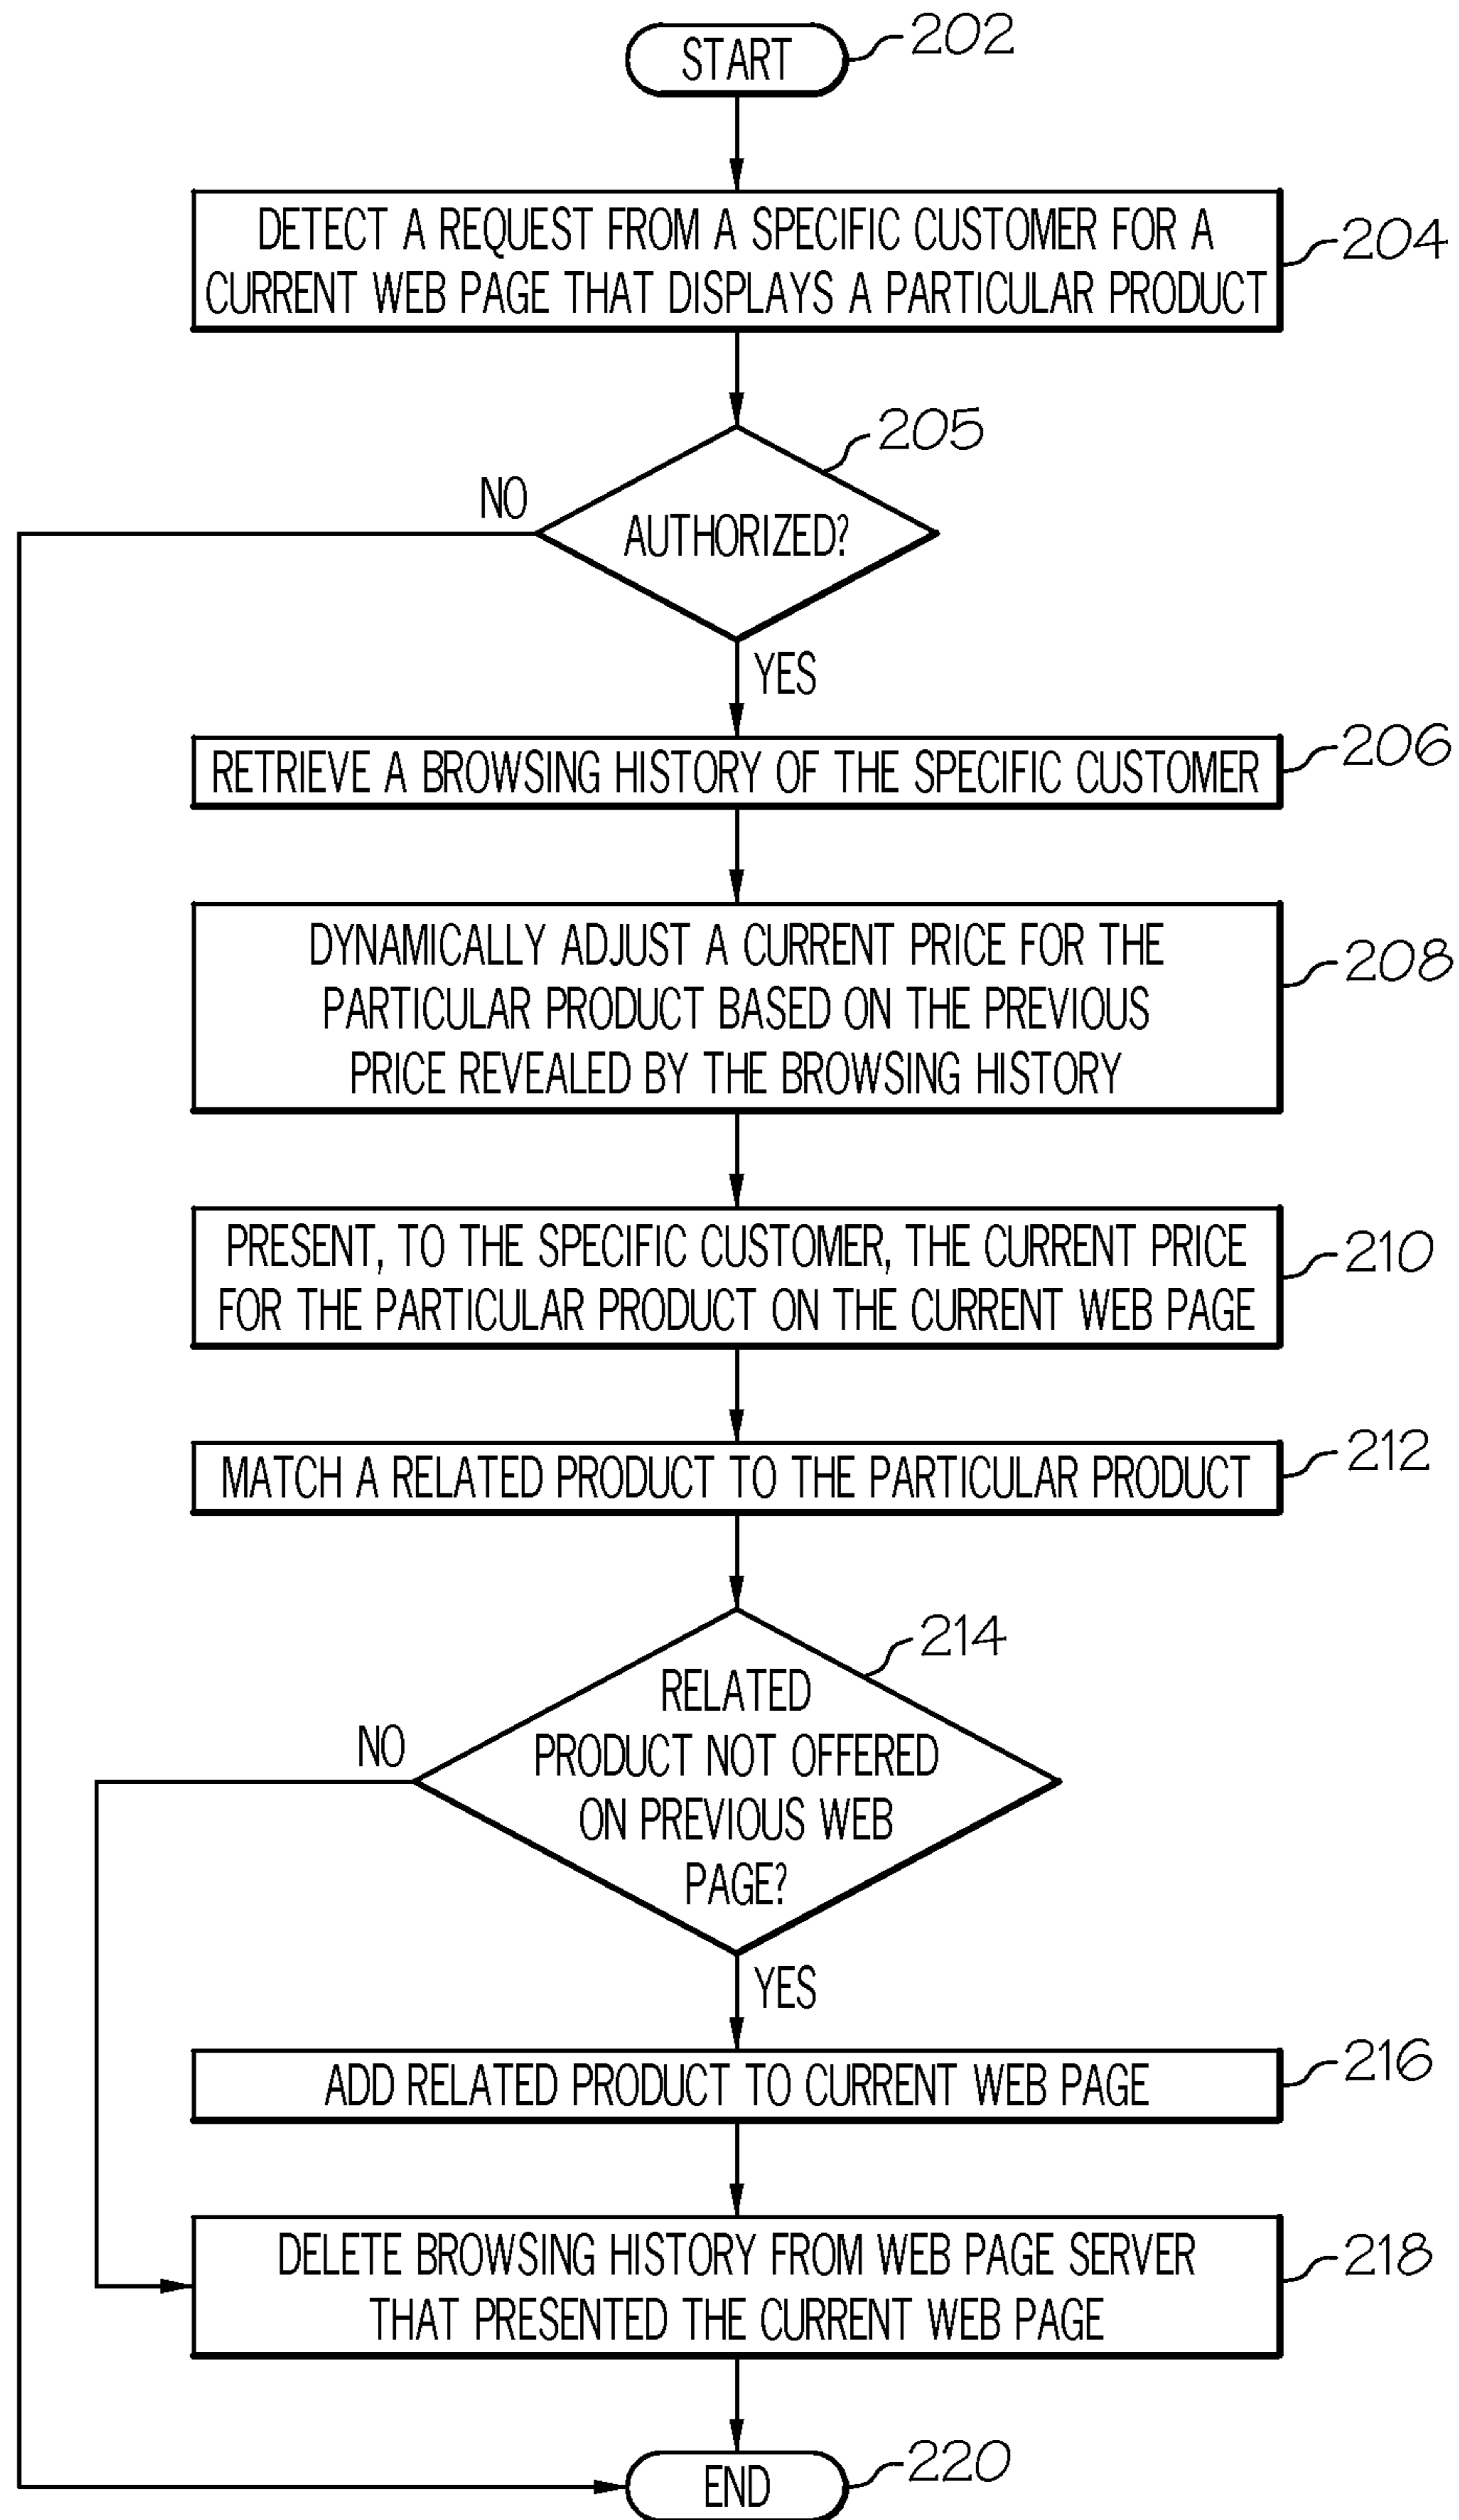 START
202
DETECT A REQUEST FROM A SPECIFIC CUSTOMER FOR A
CURRENT WEB PAGE THAT DISPLAYS A PARTICULAR PRODUCT
204
205
NO
AUTHORIZED?
YES
RETRIEVE A BROWSING HISTORY OF THE SPECIFIC CUSTOMER
206
DYNAMICALLY ADJUST A CURRENT PRICE FOR THE
PARTICULAR PRODUCT BASED ON THE PREVIOUS
PRICE REVEALED BY THE BROWSING HISTORY
208
PRESENT, TO THE SPECIFIC CUSTOMER, THE CURRENT PRICE
FOR THE PARTICULAR PRODUCT ON THE CURRENT WEB PAGE
210
MATCH A RELATED PRODUCT TO THE PARTICULAR PRODUCT
212
214
RELATED
PRODUCT NOT OFFERED
ON PREVIOUS WEB
PAGE?
NO
YES
ADD RELATED PRODUCT TO CURRENT WEB PAGE
216
DELETE BROWSING HISTORY FROM WEB PAGE SERVER
THAT PRESENTED THE CURRENT WEB PAGE
218
END
220